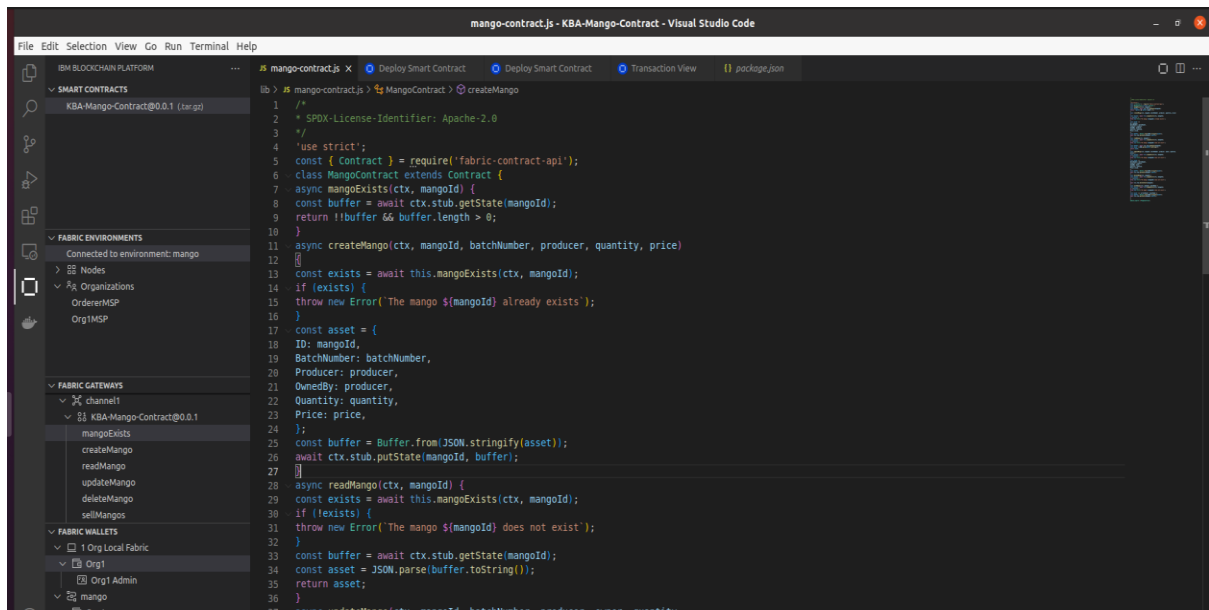 mango-contract.js - KBA-Mango-Contract - Visual Studio Code
File Edit Selection View Go Run Terminal Help
IBM BLOCKCHAIN PLATFORM
SMART CONTRACTS
KBA-Mango-Contract@0.0.1 (.tar.gz)
FABRIC ENVIRONMENTS
Connected to environment: mango
Nodes
Organizations
OrdererMSP
Org1MSP
FABRIC GATEWAYS
channel1
KBA-Mango-Contract@0.0.1
mangoExists
createMango
readMango
updateMango
deleteMango
sellMangos
FABRIC WALLETS
1 Org Local Fabric
Org1
Org1 Admin
mango
JS mango-contract.js Deploy Smart Contract Deploy Smart Contract Transaction View {} package.json
lib > JS mango-contract.js > MangoContract > createMango
1 /*
2 * SPDX-License-Identifier: Apache-2.0
3 */
4 'use strict';
5 const { Contract } = require('fabric-contract-api');
6 class MangoContract extends Contract {
7 async mangoExists(ctx, mangoId) {
8 const buffer = await ctx.stub.getState(mangoId);
9 return !!buffer && buffer.length > 0;
10 }
11 async createMango(ctx, mangoId, batchNumber, producer, quantity, price)
12 {
13 const exists = await this.mangoExists(ctx, mangoId);
14 if (exists) {
15 throw new Error(`The mango ${mangoId} already exists`);
16 }
17 const asset = {
18 ID: mangoId,
19 BatchNumber: batchNumber,
20 Producer: producer,
21 OwnedBy: producer,
22 Quantity: quantity,
23 Price: price,
24 };
25 const buffer = Buffer.from(JSON.stringify(asset));
26 await ctx.stub.putState(mangoId, buffer);
27 }
28 async readMango(ctx, mangoId) {
29 const exists = await this.mangoExists(ctx, mangoId);
30 if (!exists) {
31 throw new Error(`The mango ${mangoId} does not exist`);
32 }
33 const buffer = await ctx.stub.getState(mangoId);
34 const asset = JSON.parse(buffer.toString());
35 return asset;
36 }